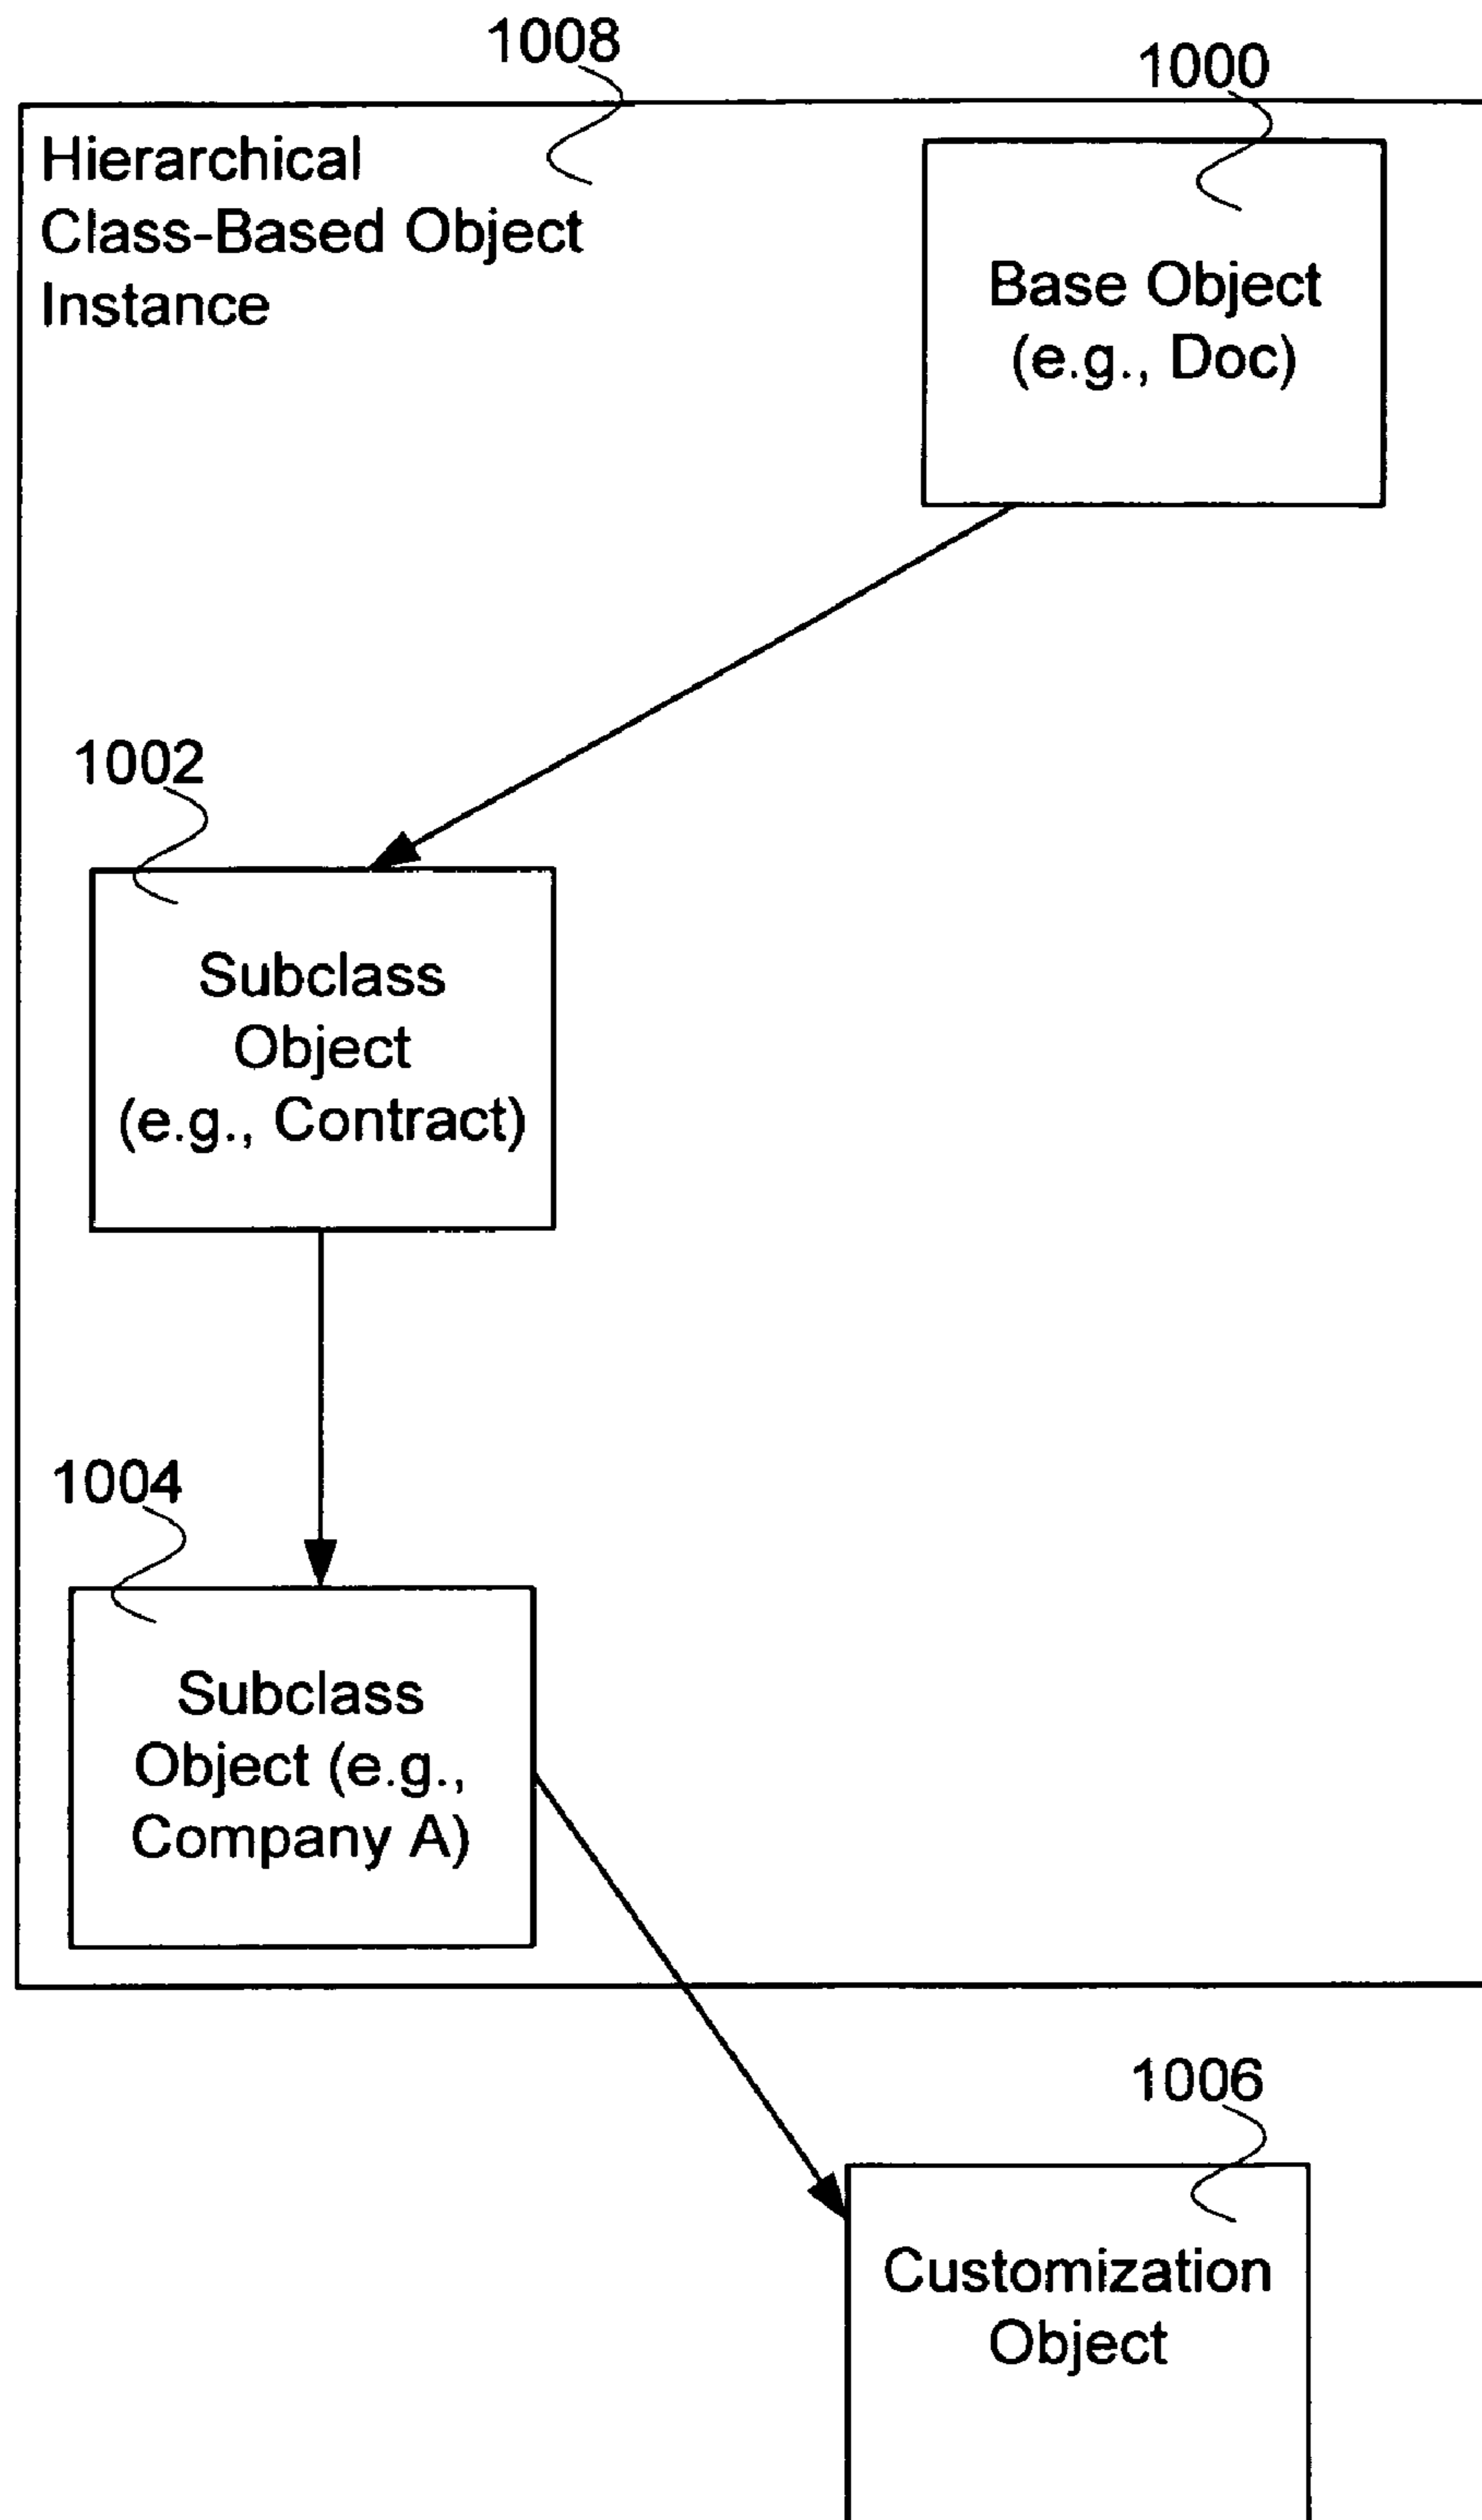 1008
1000
Hierarchical
Class-Based Object
Instance
Base Object
(e.g., Doc)
1002
Subclass
Object
(e.g., Contract)
1004
Subclass
Object (e.g.,
Company A)
1006
Customization
Object